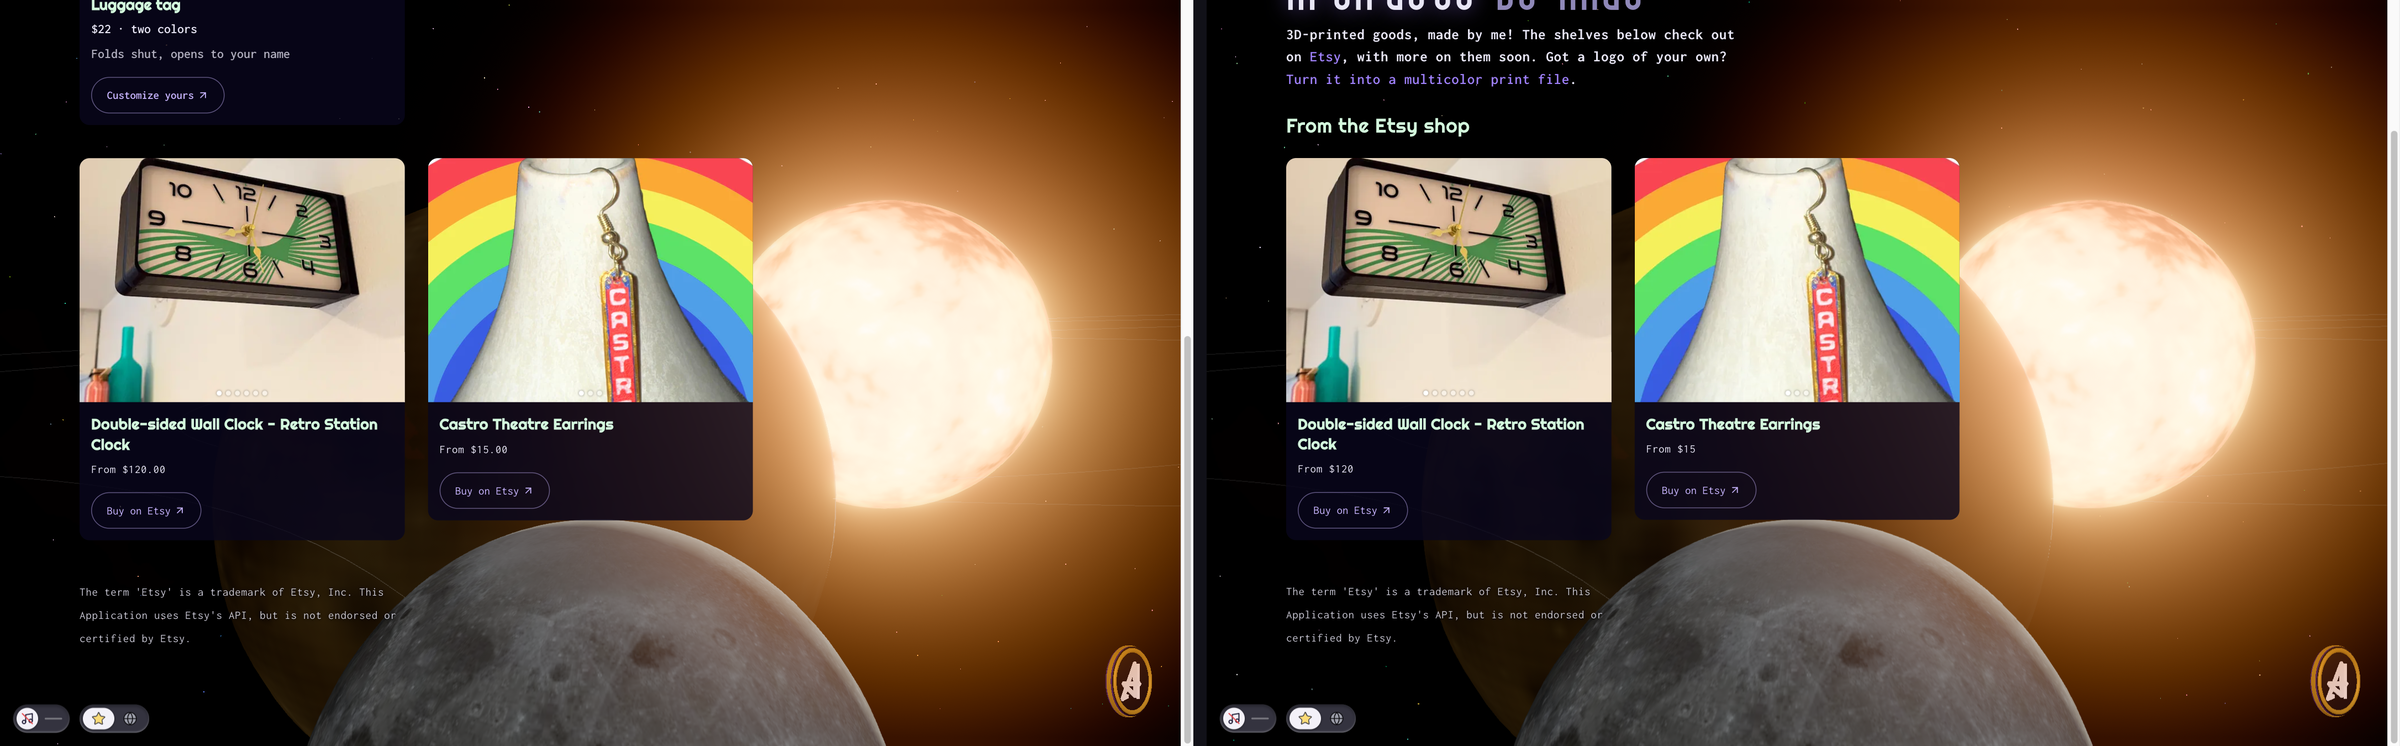 Luggage tag
$22 · two colors
Folds shut, opens to your name
Customize yours ↗
10 12 2
9 3
8 6 4
CASTR
Double-sided Wall Clock - Retro Station
Clock
From $120.00
Buy on Etsy ↗
Castro Theatre Earrings
From $15.00
Buy on Etsy ↗
The term 'Etsy' is a trademark of Etsy, Inc. This
Application uses Etsy's API, but is not endorsed or
certified by Etsy.
A
3D-printed goods, made by me! The shelves below check out
on Etsy, with more on them soon. Got a logo of your own?
Turn it into a multicolor print file.
From the Etsy shop
10 12 2
9 3
8 6 4
CASTR
Double-sided Wall Clock - Retro Station
Clock
From $120
Buy on Etsy ↗
Castro Theatre Earrings
From $15
Buy on Etsy ↗
The term 'Etsy' is a trademark of Etsy, Inc. This
Application uses Etsy's API, but is not endorsed or
certified by Etsy.
A